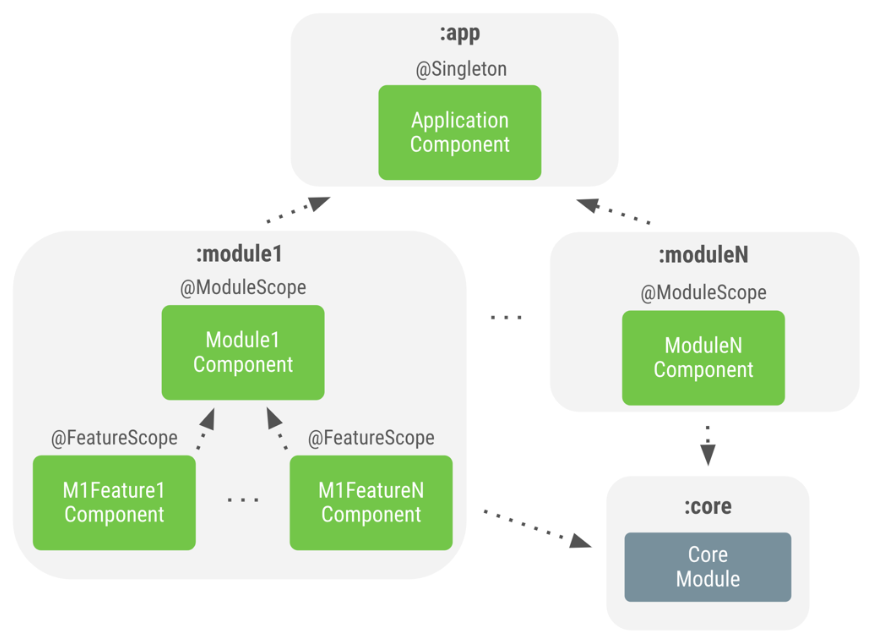 :app
@Singleton
Application
Component
:module1
@ModuleScope
Module1
Component
@FeatureScope
@FeatureScope
M1Feature1
Component
...
M1FeatureN
Component
...
:moduleN
@ModuleScope
ModuleN
Component
:core
Core
Module